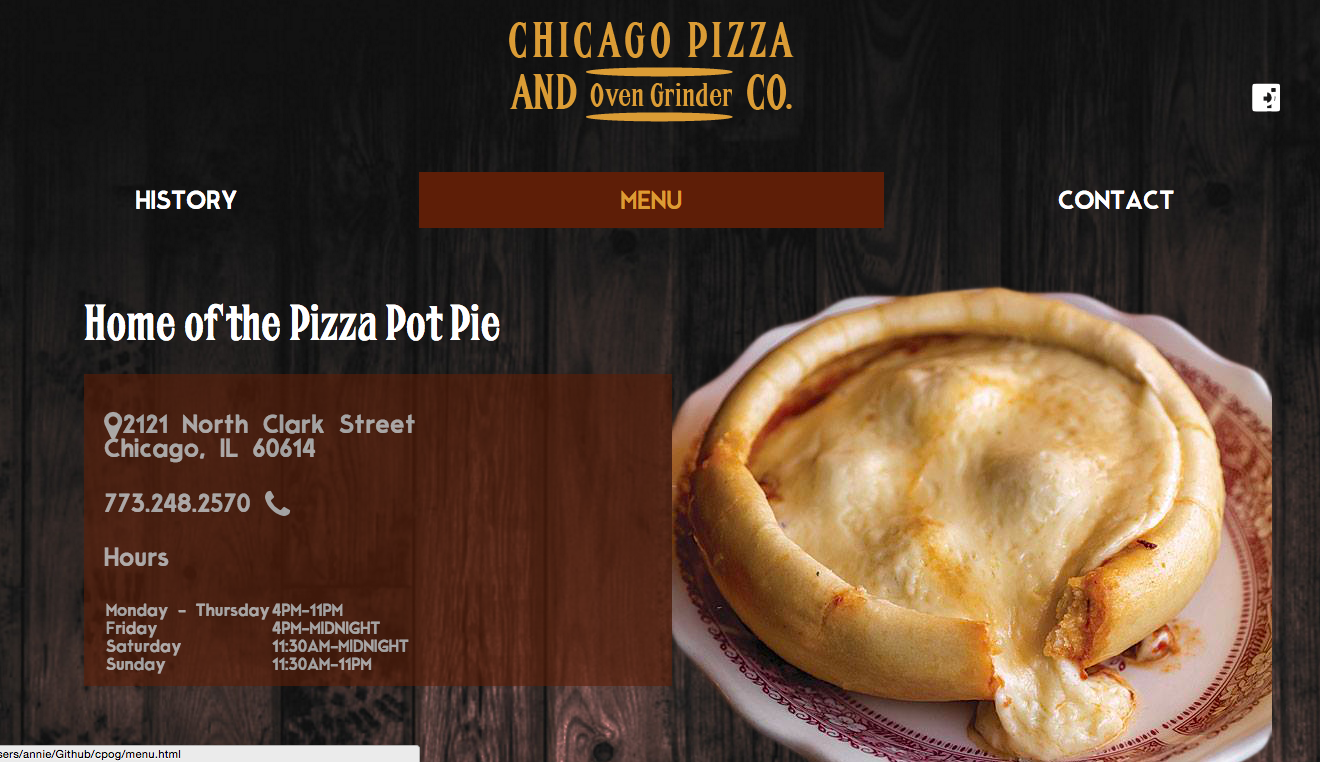 CHICAGO PIZZA
AND Oven Grinder CO.
HISTORY MENU CONTACT
Home of the Pizza Pot Pie
2121 North Clark Street
Chicago, IL 60614
773.248.2570
Hours
Monday - Thursday 4PM-11PM
Friday 4PM-MIDNIGHT
Saturday 11:30AM-MIDNIGHT
Sunday 11:30AM-11PM
sers/annie/Github/cpog/menu.html